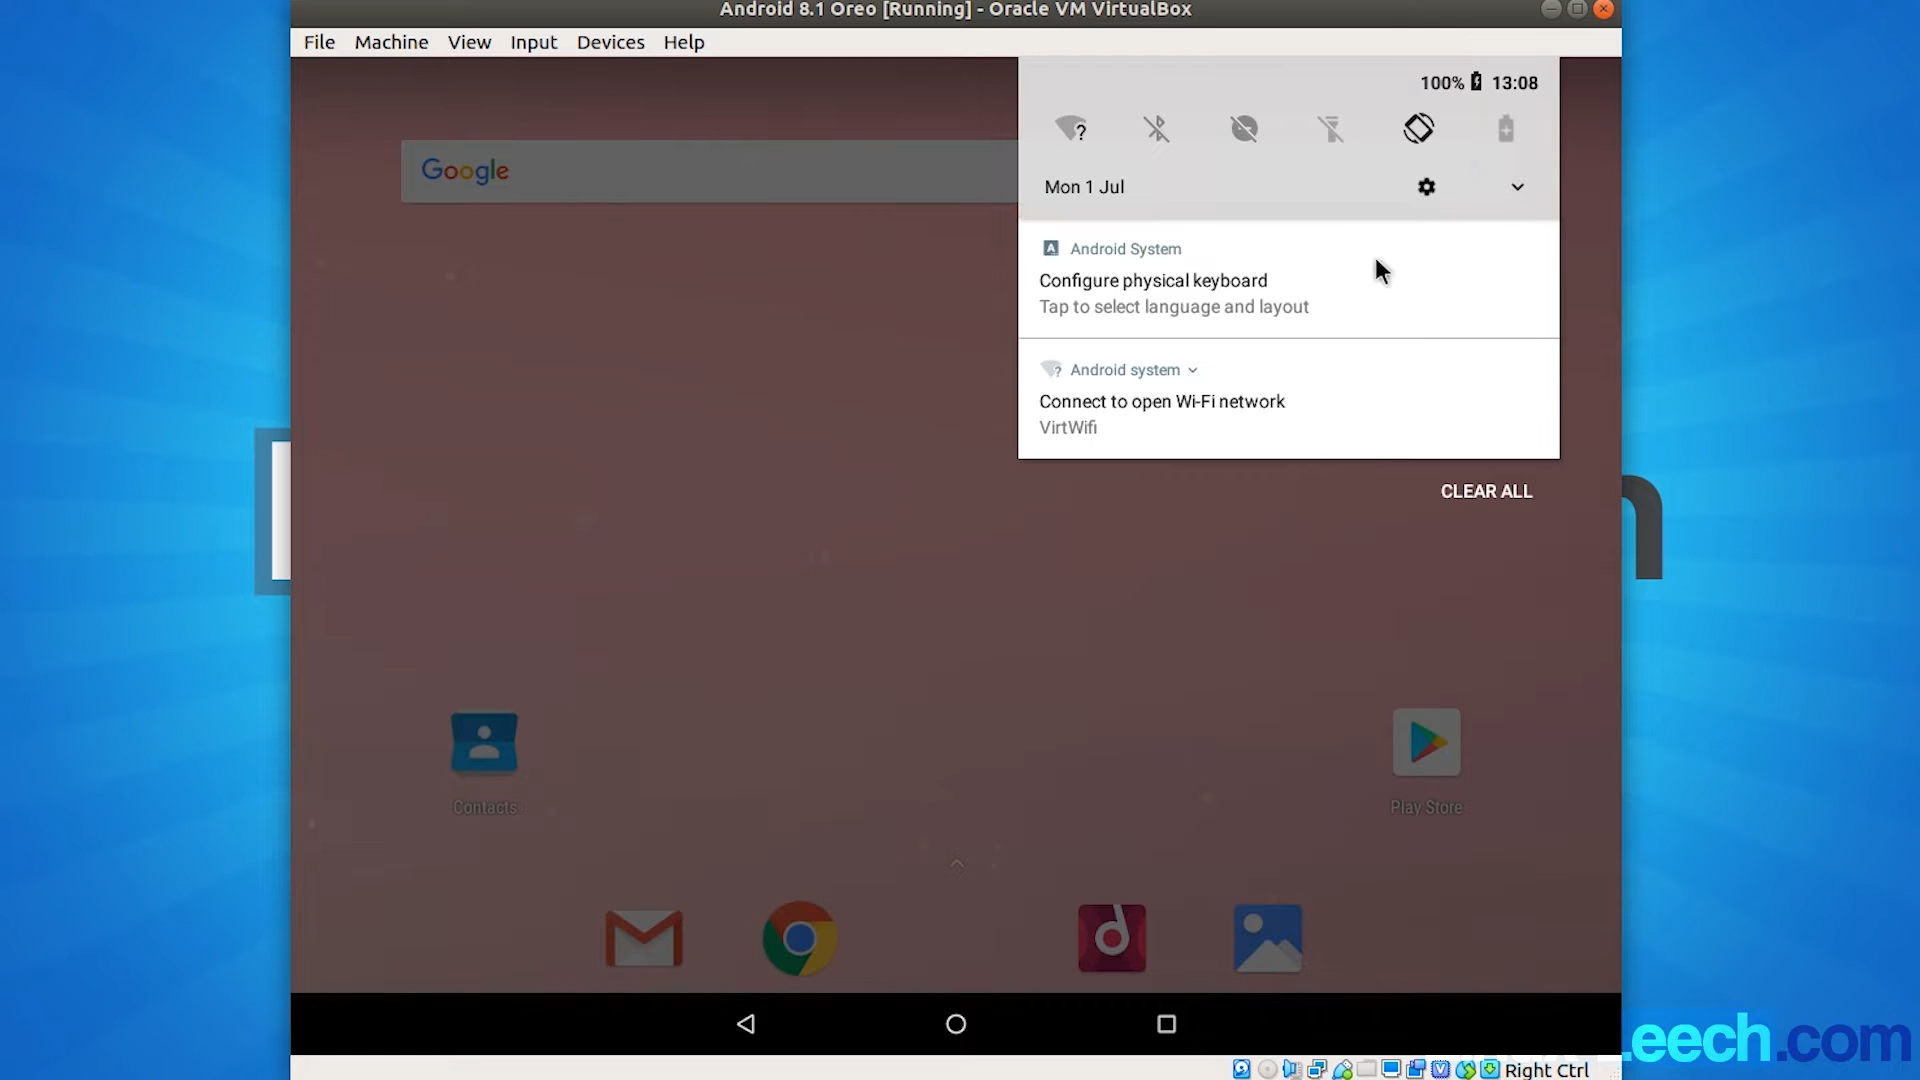 Android 8.1 Oreo [Running] - Oracle VM VirtualBox
File Machine View Input Devices Help
100% 13:08
Google
Mon 1 Jul
Android System
Configure physical keyboard
Tap to select language and layout
Android system
Connect to open Wi-Fi network
VirtWifi
CLEAR ALL
Contacts
Play Store
eech.com
Right Ctrl